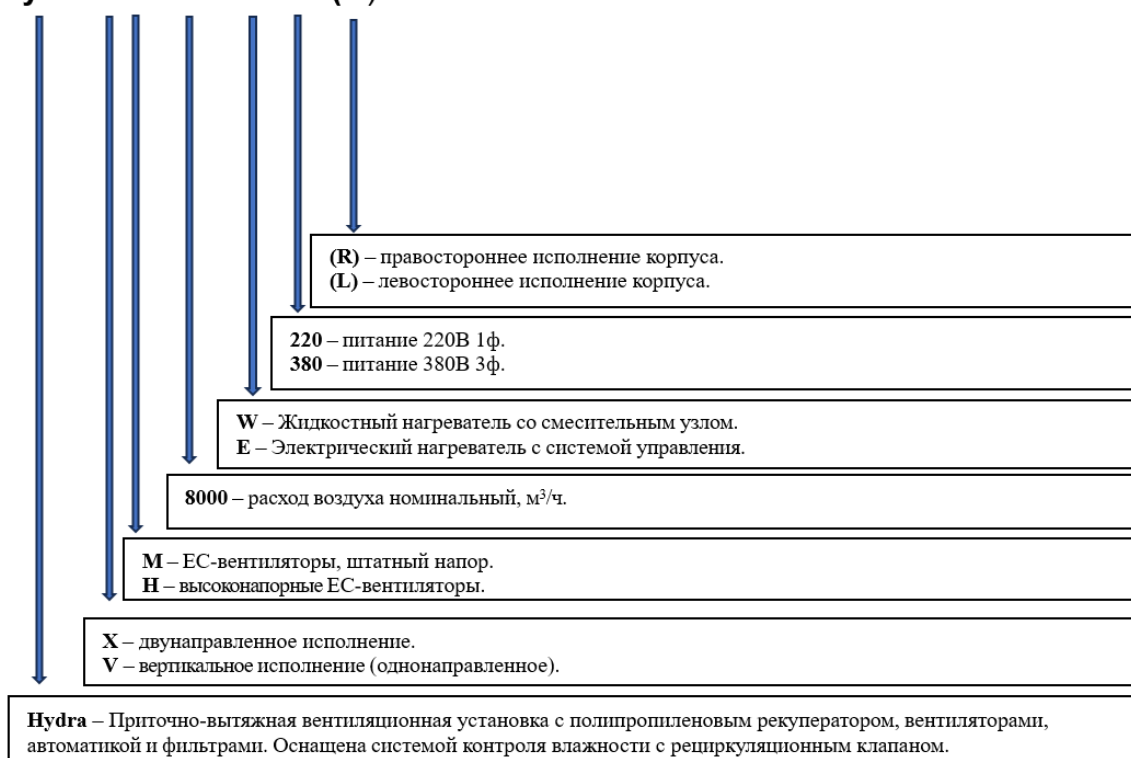 (R) – правостороннее исполнение корпуса.
(L) – левостороннее исполнение корпуса.
220 – питание 220В 1ф.
380 – питание 380В 3ф.
W – Жидкостный нагреватель со смесительным узлом.
E – Электрический нагреватель с системой управления.
8000 – расход воздуха номинальный, м³/ч.
M – EC-вентиляторы, штатный напор.
H – высоконапорные EC-вентиляторы.
X – двунаправленное исполнение.
V – вертикальное исполнение (однонаправленное).
Hydra – Приточно-вытяжная вентиляционная установка с полипропиленовым рекуператором, вентиляторами,
автоматикой и фильтрами. Оснащена системой контроля влажности с рециркуляционным клапаном.